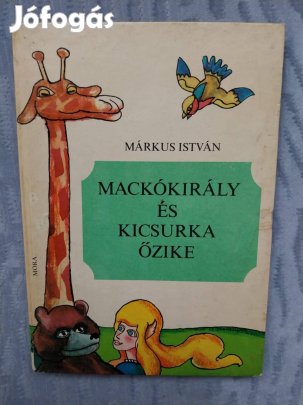 Jófogás
MÁRKUS ISTVÁN
MACKÓKIRÁLY
ÉS
KICSURKA
ŐZIKE
MÓRA